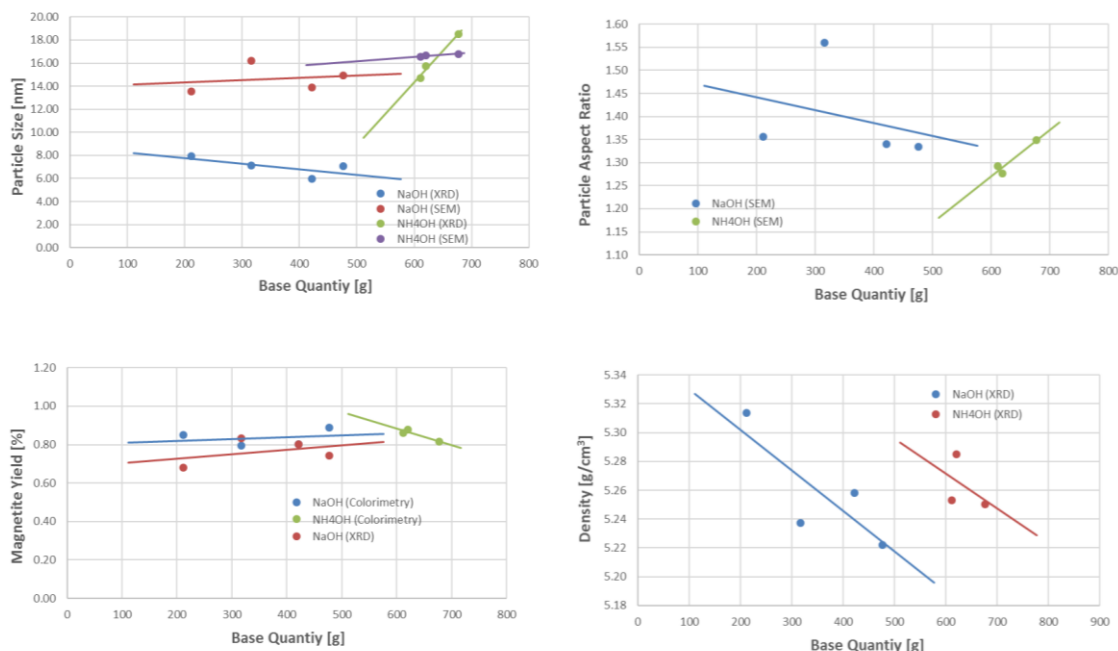 Particle Size [nm]
20.00
18.00
16.00
14.00
12.00
10.00
8.00
6.00
4.00
2.00
0.00
NaOH (XRD)
NaOH (SEM)
NH4OH (XRD)
NH4OH (SEM)
0 100 200 300 400 500 600 700 800
Base Quantiy [g]
Particle Aspect Ratio
1.60
1.55
1.50
1.45
1.40
1.35
1.30
1.25
1.20
1.15
1.10
NaOH (SEM)
NH4OH (SEM)
0 100 200 300 400 500 600 700 800
Base Quantiy [g]
Magnetite Yield [%]
1.20
1.00
0.80
0.60
0.40
0.20
0.00
NaOH (Colorimetry)
NH4OH (Colorimetry)
NaOH (XRD)
0 100 200 300 400 500 600 700 800
Base Quantiy [g]
Density [g/cm³]
5.34
5.32
5.30
5.28
5.26
5.24
5.22
5.20
5.18
NaOH (XRD)
NH4OH (XRD)
0 100 200 300 400 500 600 700 800 900
Base Quantiy [g]